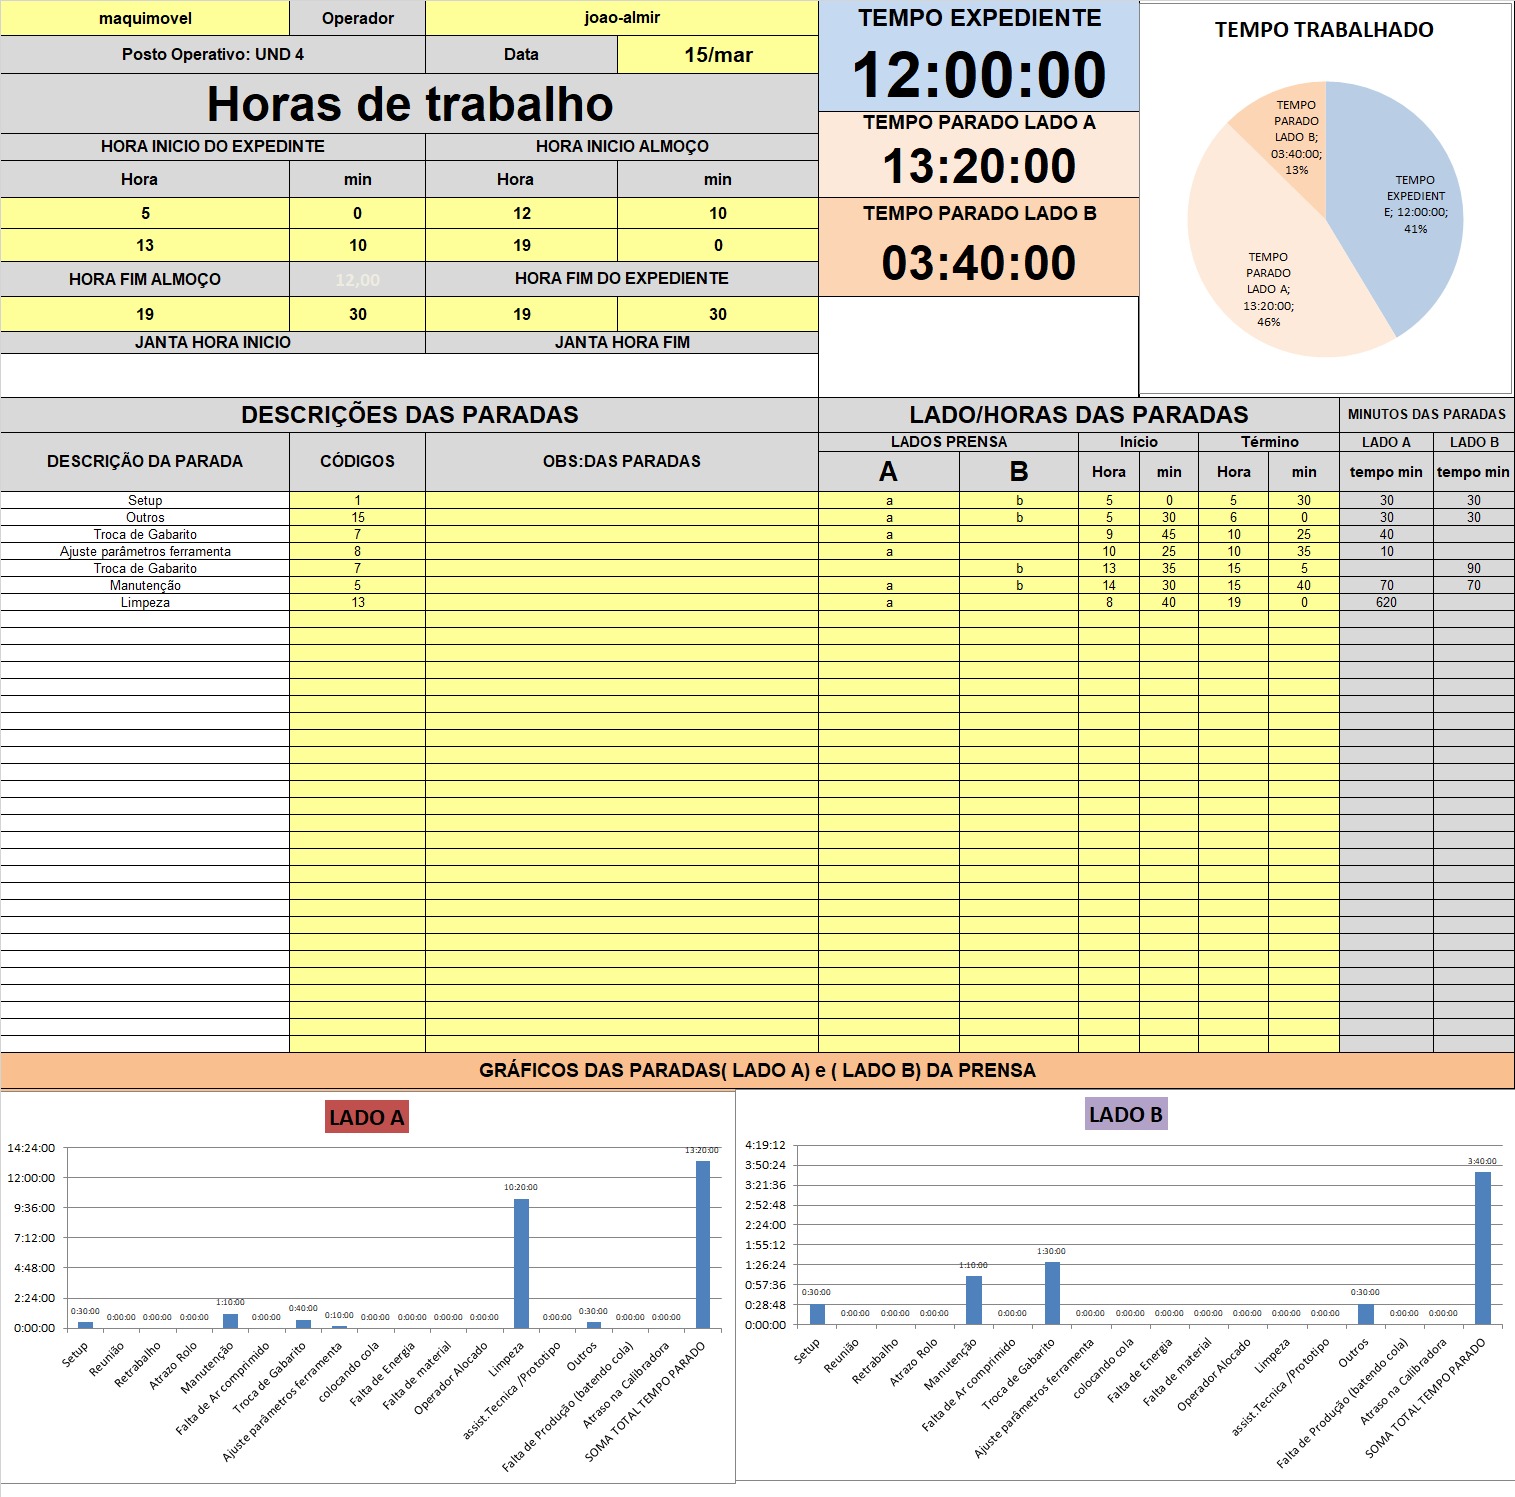 maquimovel Operador joao-almir
Posto Operativo: UND 4 Data 15/mar
Horas de trabalho
HORA INICIO DO EXPEDINTE HORA INICIO ALMOÇO
Hora min Hora min
5 0 12 10
13 10 19 0
HORA FIM ALMOÇO 12,00 HORA FIM DO EXPEDIENTE
19 30 19 30
JANTA HORA INICIO JANTA HORA FIM
TEMPO EXPEDIENTE
12:00:00
TEMPO PARADO LADO A
13:20:00
TEMPO PARADO LADO B
03:40:00
TEMPO TRABALHADO
TEMPO
PARADO
LADO B;
03:40:00;
13%
TEMPO
EXPEDIENT
E; 12:00:00;
41%
TEMPO
PARADO
LADO A;
13:20:00;
46%
DESCRIÇÕES DAS PARADAS LADO/HORAS DAS PARADAS MINUTOS DAS PARADAS
DESCRIÇÃO DA PARADA CÓDIGOS OBS:DAS PARADAS LADOS PRENSA Início Término LADO A LADO B
A B Hora min Hora min tempo min tempo min
Setup 1 a b 5 0 5 30 30 30
Outros 15 a b 5 30 6 0 30 30
Troca de Gabarito 7 a 9 45 10 25 40
Ajuste parâmetros ferramenta 8 a 10 25 10 35 10
Troca de Gabarito 7 b 13 35 15 5 90
Manutenção 5 a b 14 30 15 40 70 70
Limpeza 13 a 8 40 19 0 620
GRÁFICOS DAS PARADAS( LADO A) e ( LADO B) DA PRENSA
LADO A
14:24:00
12:00:00
9:36:00
7:12:00
4:48:00
2:24:00
0:00:00
0:30:00 0:00:00 0:00:00 0:00:00 1:10:00 0:00:00 0:40:00 0:10:00 0:00:00 0:00:00 0:00:00 0:00:00 10:20:00 0:00:00 0:30:00 0:00:00 0:00:00 13:20:00
Setup
Reunião
Retrabalho
Atrazo Rolo
Manutenção
Falta de Ar comprimido
Troca de Gabarito
Ajuste parâmetros ferramenta
colocando cola
Falta de Energia
Falta de material
Operador Alocado
Limpeza
assist.Tecnica /Prototipo
Outros
Falta de Produção (batendo cola)
Atraso na Calibradora
SOMA TOTAL TEMPO PARADO
LADO B
4:19:12
3:50:24
3:21:36
2:52:48
2:24:00
1:55:12
1:26:24
0:57:36
0:28:48
0:00:00
0:30:00 0:00:00 0:00:00 0:00:00 1:10:00 0:00:00 1:30:00 0:00:00 0:00:00 0:00:00 0:00:00 0:00:00 0:00:00 0:00:00 0:30:00 0:00:00 0:00:00 3:40:00
Setup
Reunião
Retrabalho
Atrazo Rolo
Manutenção
Falta de Ar comprimido
Troca de Gabarito
Ajuste parâmetros ferramenta
colocando cola
Falta de Energia
Falta de material
Operador Alocado
Limpeza
assist.Tecnica /Prototipo
Outros
Falta de Produção (batendo cola)
Atraso na Calibradora
SOMA TOTAL TEMPO PARADO